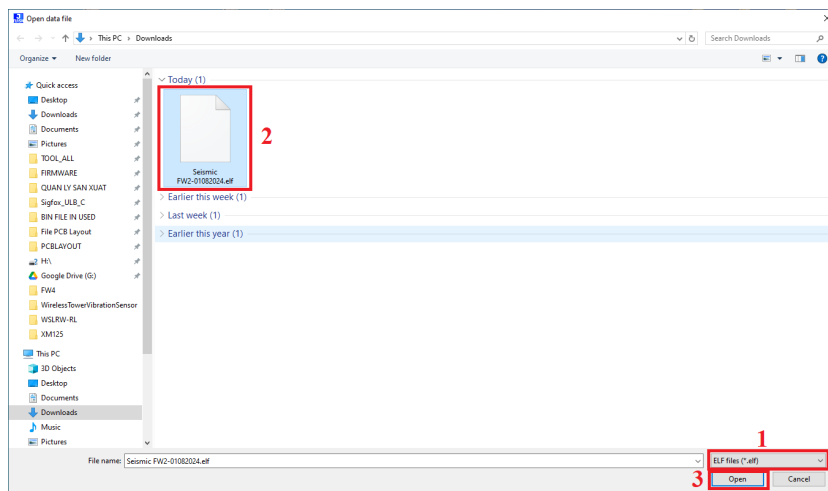 Open data file
This PC > Downloads
Search Downloads
Organize
New folder
Quick access
Desktop
Downloads
Documents
Pictures
TOOL_ALL
FIRMWARE
QUAN LY SAN XUAT
Sigfox_ULB_C
BIN FILE IN USED
File PCB Layout
PCBLAYOUT
H:\
Google Drive (G:)
FW4
WirelessTowerVibrationSensor
WSLRW-RL
XM125
This PC
3D Objects
Desktop
Documents
Downloads
Music
Pictures
Today (1)
2
Seismic
FW2-01082024.elf
Earlier this week (1)
Last week (1)
Earlier this year (1)
1
File name:
Seismic FW2-01082024.elf
ELF files (*.elf)
3
Open
Cancel